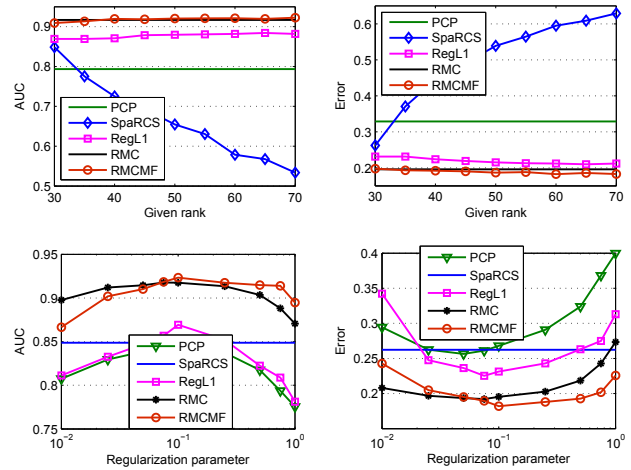 0.9
0.8
0.7
0.6
0.5
AUC
PCP
SpaRCS
RegL1
RMC
RMCMF
30 40 50 60 70
Given rank
0.6
0.5
0.4
0.3
0.2
0.1
Error
PCP
SpaRCS
RegL1
RMC
RMCMF
30 40 50 60 70
Given rank
0.95
0.9
0.85
0.8
0.75
AUC
PCP
SpaRCS
RegL1
RMC
RMCMF
10⁻² 10⁻¹ 10⁰
Regularization parameter
0.4
0.35
0.3
0.25
0.2
Error
PCP
SpaRCS
RegL1
RMC
RMCMF
10⁻² 10⁻¹ 10⁰
Regularization parameter